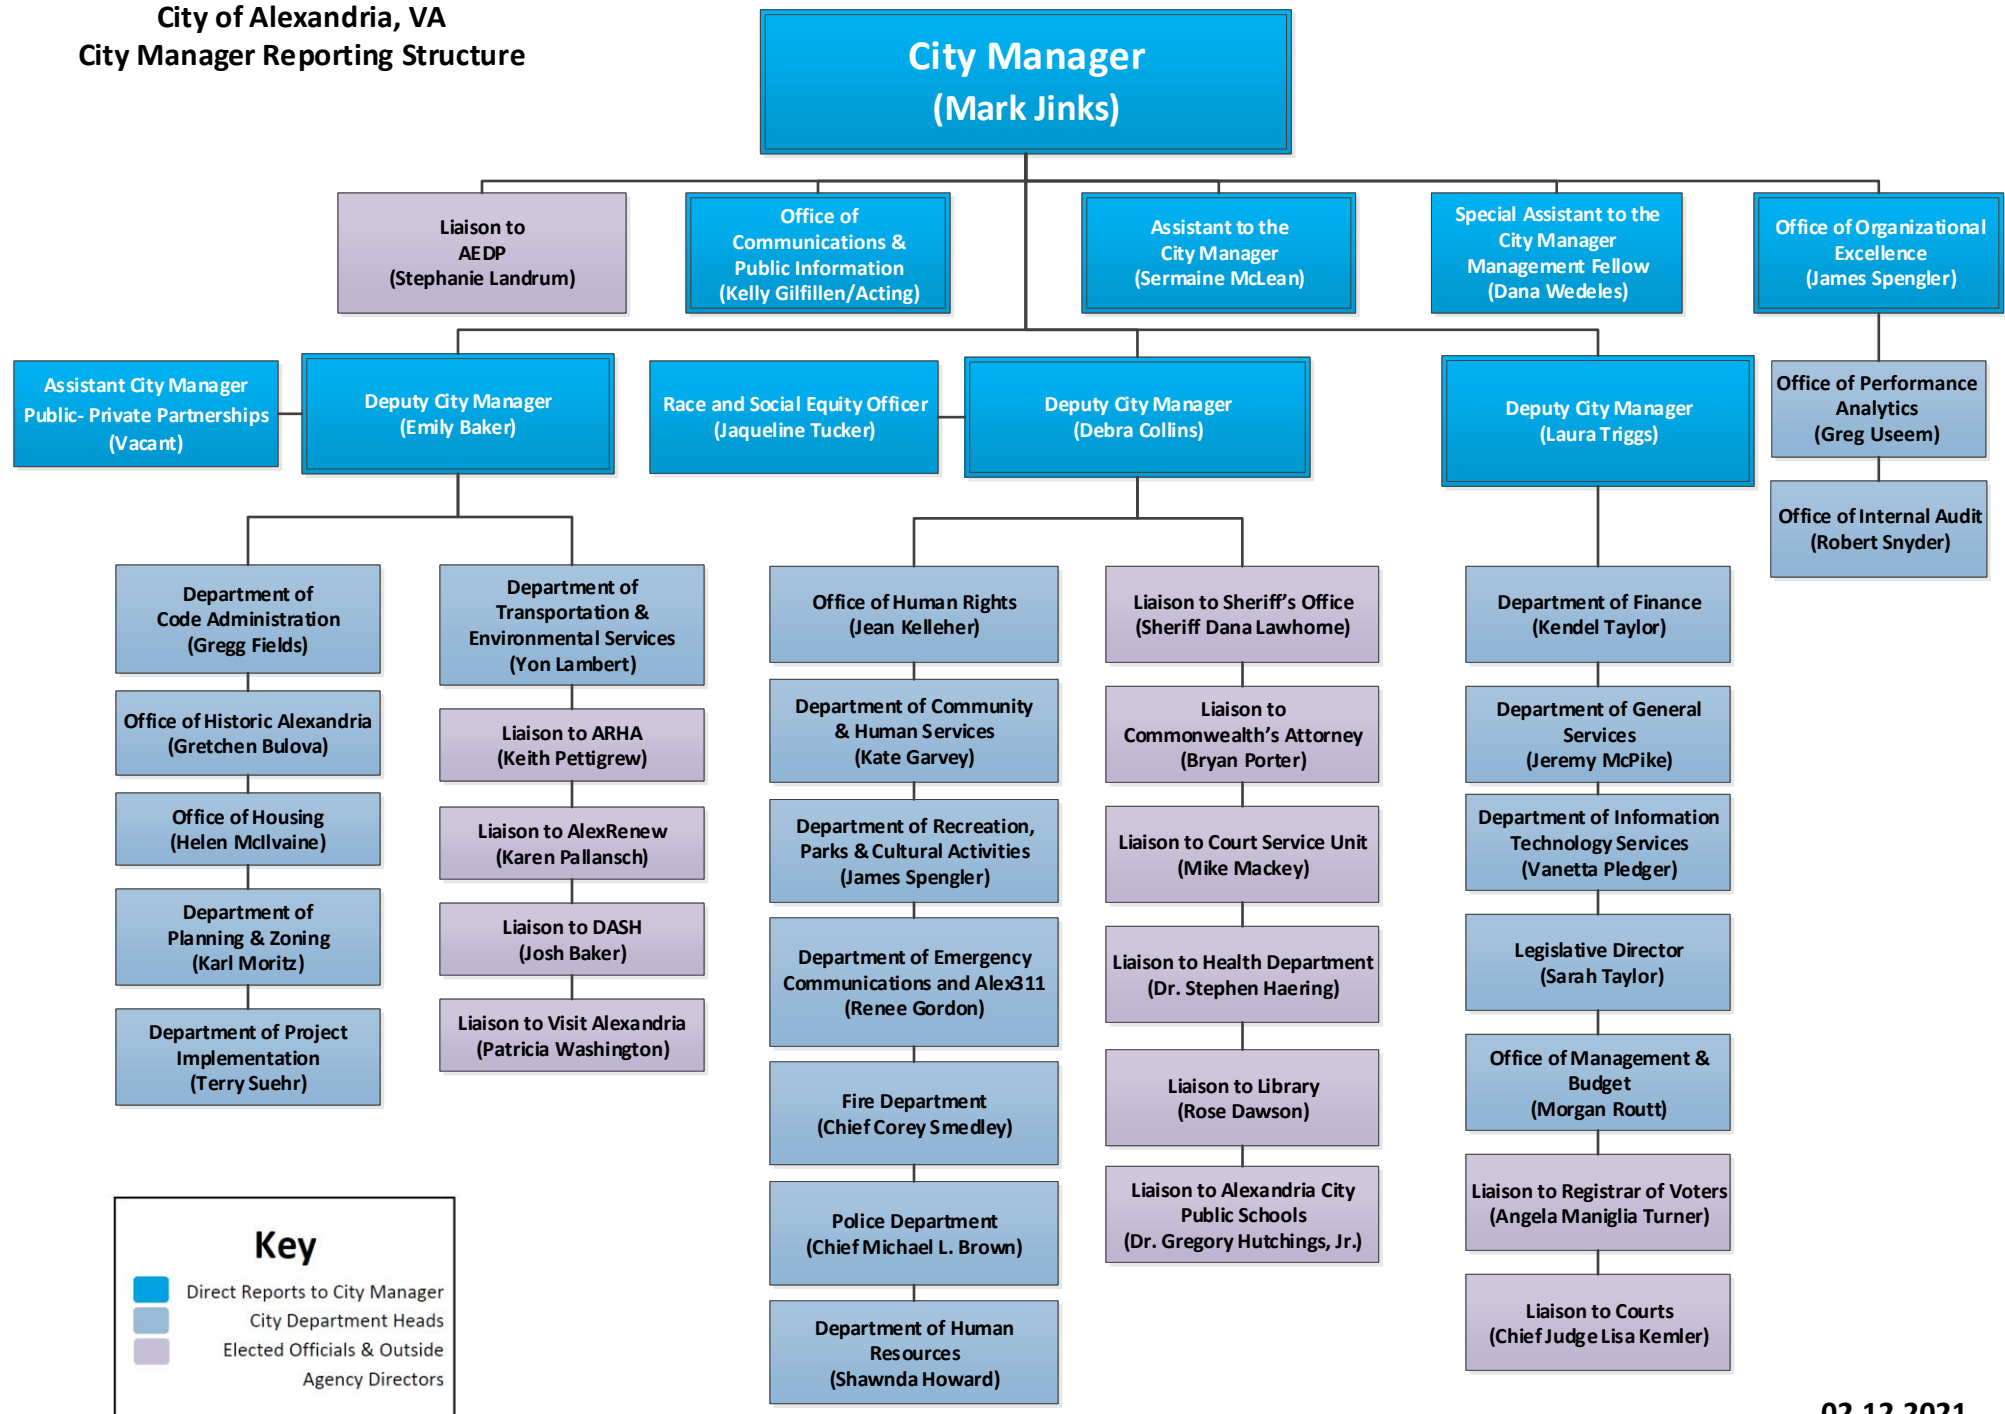 City of Alexandria, VA
City Manager Reporting Structure
City Manager
(Mark Jinks)
Liaison to
AEDP
(Stephanie Landrum)
Office of
Communications &
Public Information
(Kelly Gilfillen/Acting)
Assistant to the
City Manager
(Sermaine McLean)
Special Assistant to the
City Manager
Management Fellow
(Dana Wedeles)
Office of Organizational
Excellence
(James Spengler)
Assistant City Manager
Public- Private Partnerships
(Vacant)
Deputy City Manager
(Emily Baker)
Race and Social Equity Officer
(Jaqueline Tucker)
Deputy City Manager
(Debra Collins)
Deputy City Manager
(Laura Triggs)
Office of Performance
Analytics
(Greg Useem)
Office of Internal Audit
(Robert Snyder)
Department of
Code Administration
(Gregg Fields)
Office of Historic Alexandria
(Gretchen Bulova)
Office of Housing
(Helen McIlvaine)
Department of
Planning & Zoning
(Karl Moritz)
Department of Project
Implementation
(Terry Suehr)
Department of
Transportation &
Environmental Services
(Yon Lambert)
Liaison to ARHA
(Keith Pettigrew)
Liaison to AlexRenew
(Karen Pallansch)
Liaison to DASH
(Josh Baker)
Liaison to Visit Alexandria
(Patricia Washington)
Office of Human Rights
(Jean Kelleher)
Department of Community
& Human Services
(Kate Garvey)
Department of Recreation,
Parks & Cultural Activities
(James Spengler)
Department of Emergency
Communications and Alex311
(Renee Gordon)
Fire Department
(Chief Corey Smedley)
Police Department
(Chief Michael L. Brown)
Department of Human
Resources
(Shawnda Howard)
Liaison to Sheriff's Office
(Sheriff Dana Lawhorne)
Liaison to
Commonwealth's Attorney
(Bryan Porter)
Liaison to Court Service Unit
(Mike Mackey)
Liaison to Health Department
(Dr. Stephen Haering)
Liaison to Library
(Rose Dawson)
Liaison to Alexandria City
Public Schools
(Dr. Gregory Hutchings, Jr.)
Department of Finance
(Kendel Taylor)
Department of General
Services
(Jeremy McPike)
Department of Information
Technology Services
(Vanetta Pledger)
Legislative Director
(Sarah Taylor)
Office of Management &
Budget
(Morgan Routt)
Liaison to Registrar of Voters
(Angela Maniglia Turner)
Liaison to Courts
(Chief Judge Lisa Kemler)
Key
Direct Reports to City Manager
City Department Heads
Elected Officials & Outside
Agency Directors
02.12.2021